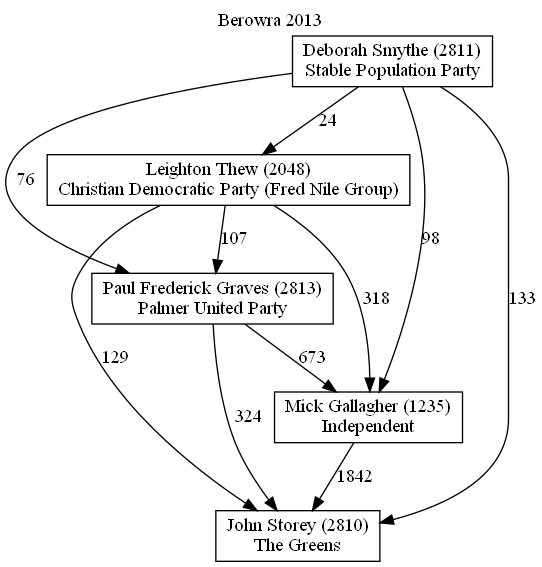 Berowra 2013
Deborah Smythe (2811)
Stable Population Party
24
Leighton Thew (2048)
Christian Democratic Party (Fred Nile Group)
76
107
98
Paul Frederick Graves (2813)
Palmer United Party
318
133
129
673
Mick Gallagher (1235)
Independent
324
1842
John Storey (2810)
The Greens